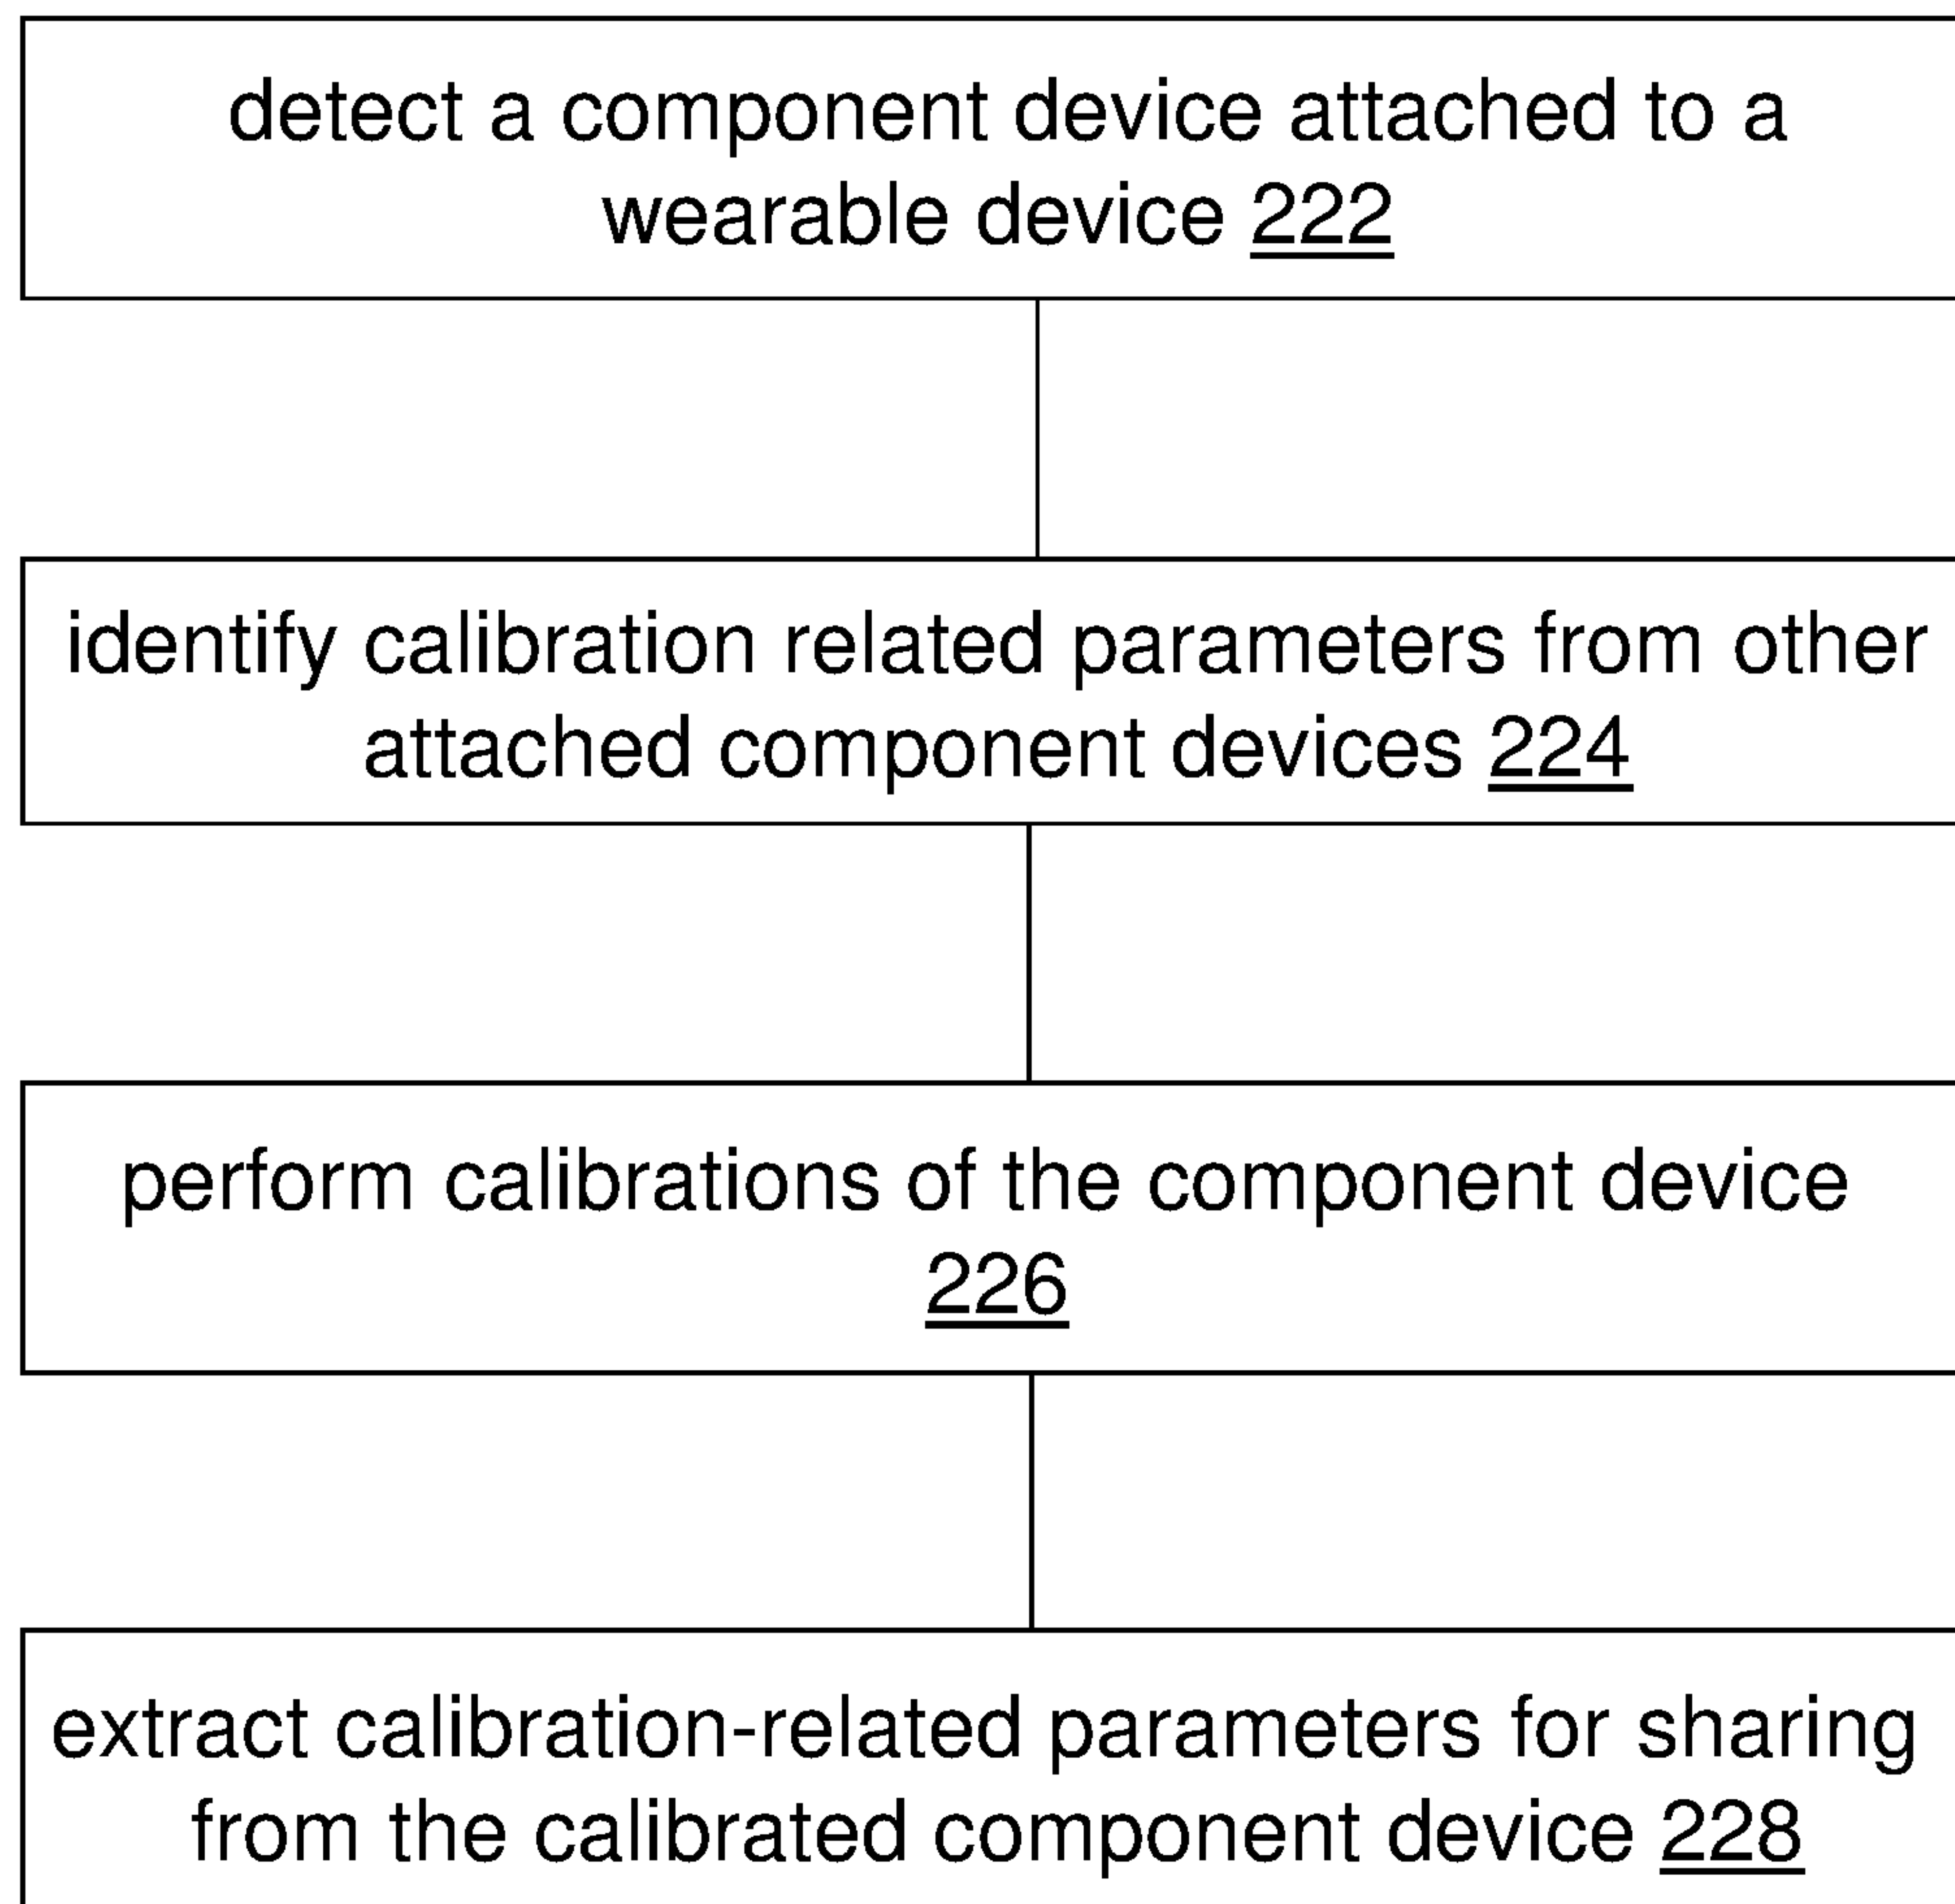 detect a component device attached to a
wearable device 222
identify calibration related parameters from other
attached component devices 224
perform calibrations of the component device
226
extract calibration-related parameters for sharing
from the calibrated component device 228